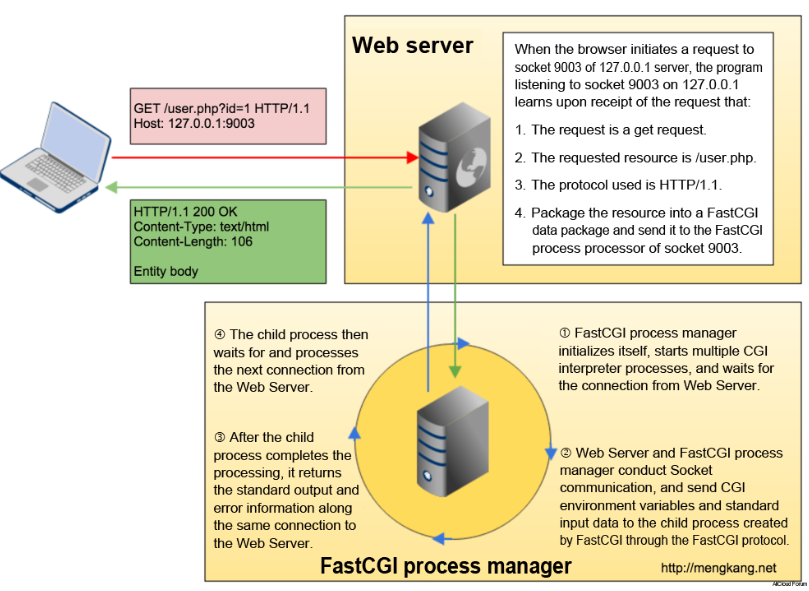 Web server
When the browser initiates a request to
socket 9003 of 127.0.0.1 server, the program
listening to socket 9003 on 127.0.0.1
learns upon receipt of the request that:
1. The request is a get request.
2. The requested resource is /user.php.
3. The protocol used is HTTP/1.1.
4. Package the resource into a FastCGI
data package and send it to the FastCGI
process processor of socket 9003.
GET /user.php?id=1 HTTP/1.1
Host: 127.0.0.1:9003
HTTP/1.1 200 OK
Content-Type: text/html
Content-Length: 106
Entity body
① FastCGI process manager
initializes itself, starts multiple CGI
interpreter processes, and waits for
the connection from Web Server.
② Web Server and FastCGI process
manager conduct Socket
communication, and send CGI
environment variables and standard
input data to the child process created
by FastCGI through the FastCGI protocol.
③ After the child
process completes the
processing, it returns
the standard output and
error information along
the same connection to
the Web Server.
④ The child process then
waits for and processes
the next connection from
the Web Server.
FastCGI process manager
http://mengkang.net
AliCloud Forum